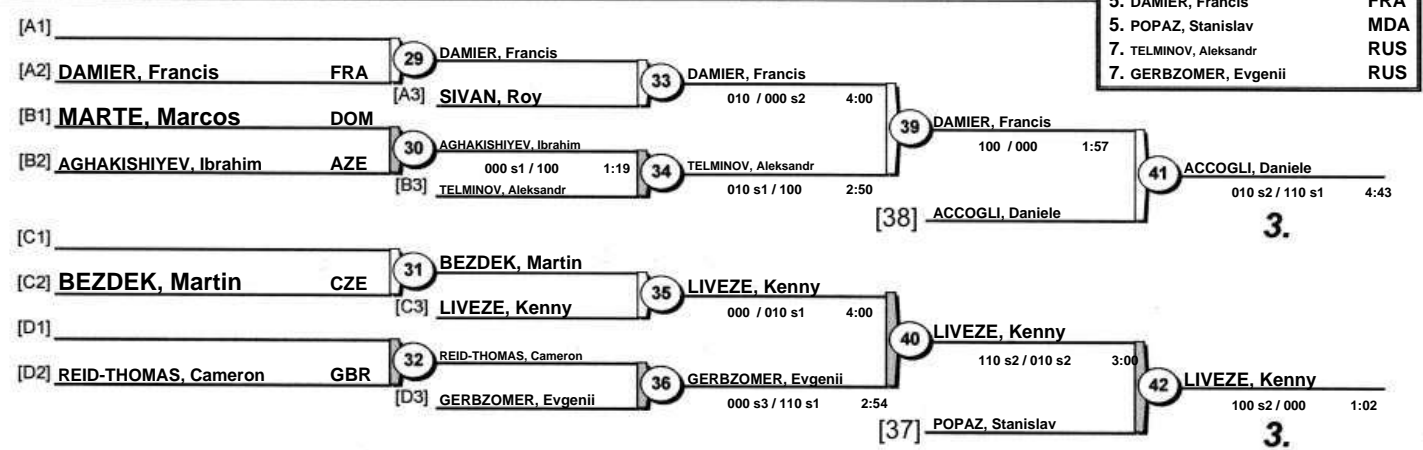 5. DAMIER, Francis FRA
5. POPAZ, Stanislav MDA
7. TELMINOV, Aleksandr RUS
7. GERBZOMER, Evgenii RUS
[A1]
[A2] DAMIER, Francis FRA
29 DAMIER, Francis
[A3] SIVAN, Roy
33 DAMIER, Francis
010 / 000 s2 4:00
[B1] MARTE, Marcos DOM
[B2] AGHAKISHIYEV, Ibrahim AZE
30 AGHAKISHIYEV, Ibrahim
000 s1 / 100 1:19
[B3] TELMINOV, Aleksandr
34 TELMINOV, Aleksandr
010 s1 / 100 2:50
39 DAMIER, Francis
100 / 000 1:57
[38] ACCOGLI, Daniele
41 ACCOGLI, Daniele
010 s2 / 110 s1 4:43
3.
[C1]
[C2] BEZDEK, Martin CZE
31 BEZDEK, Martin
[C3] LIVEZE, Kenny
35 LIVEZE, Kenny
000 / 010 s1 4:00
[D1]
[D2] REID-THOMAS, Cameron GBR
32 REID-THOMAS, Cameron
[D3] GERBZOMER, Evgenii
36 GERBZOMER, Evgenii
000 s3 / 110 s1 2:54
40 LIVEZE, Kenny
110 s2 / 010 s2 3:00
[37] POPAZ, Stanislav
42 LIVEZE, Kenny
100 s2 / 000 1:02
3.